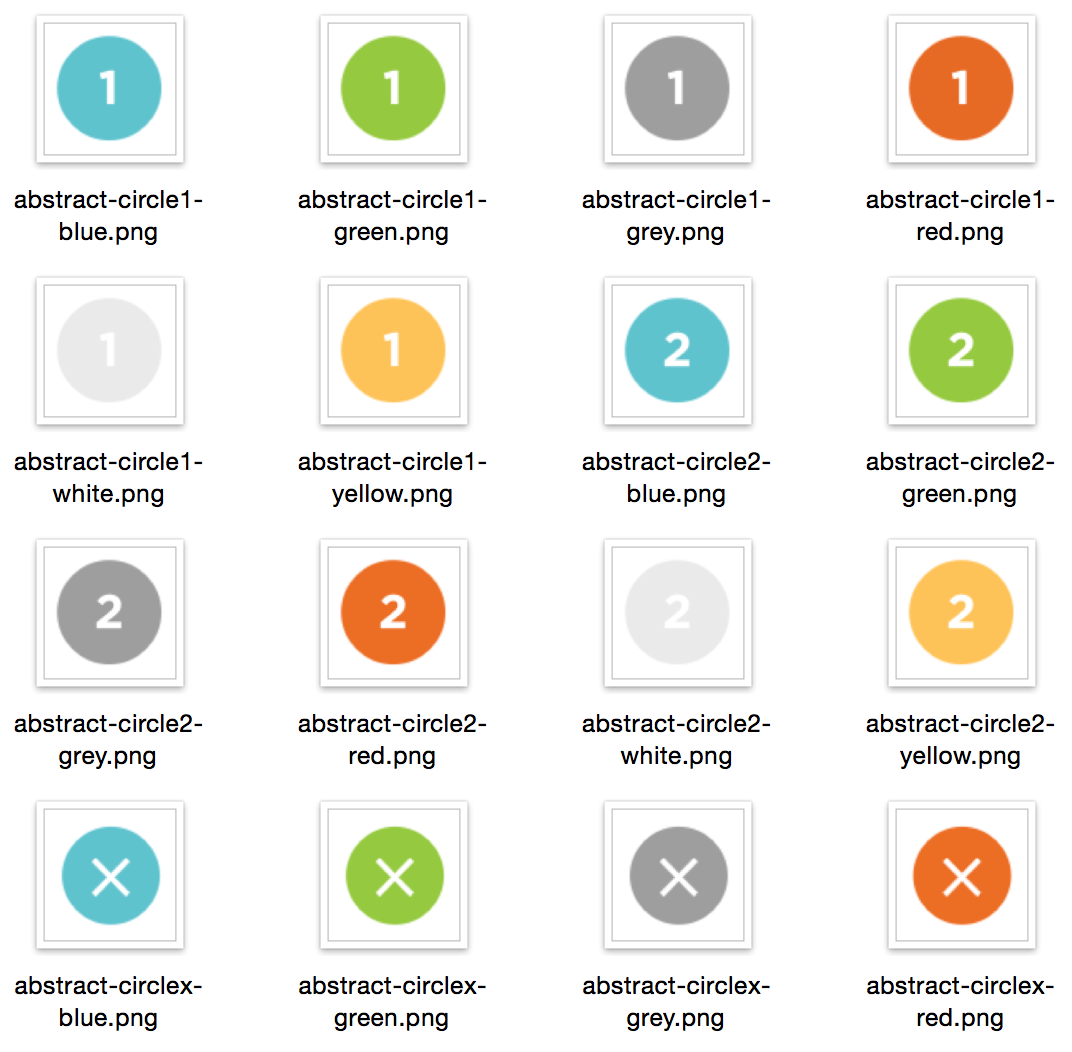 1 1 1 1
abstract-circle1- abstract-circle1- abstract-circle1- abstract-circle1-
blue.png green.png grey.png red.png
1 1 2 2
abstract-circle1- abstract-circle1- abstract-circle2- abstract-circle2-
white.png yellow.png blue.png green.png
2 2 2 2
abstract-circle2- abstract-circle2- abstract-circle2- abstract-circle2-
grey.png red.png white.png yellow.png
abstract-circlex- abstract-circlex- abstract-circlex- abstract-circlex-
blue.png green.png grey.png red.png